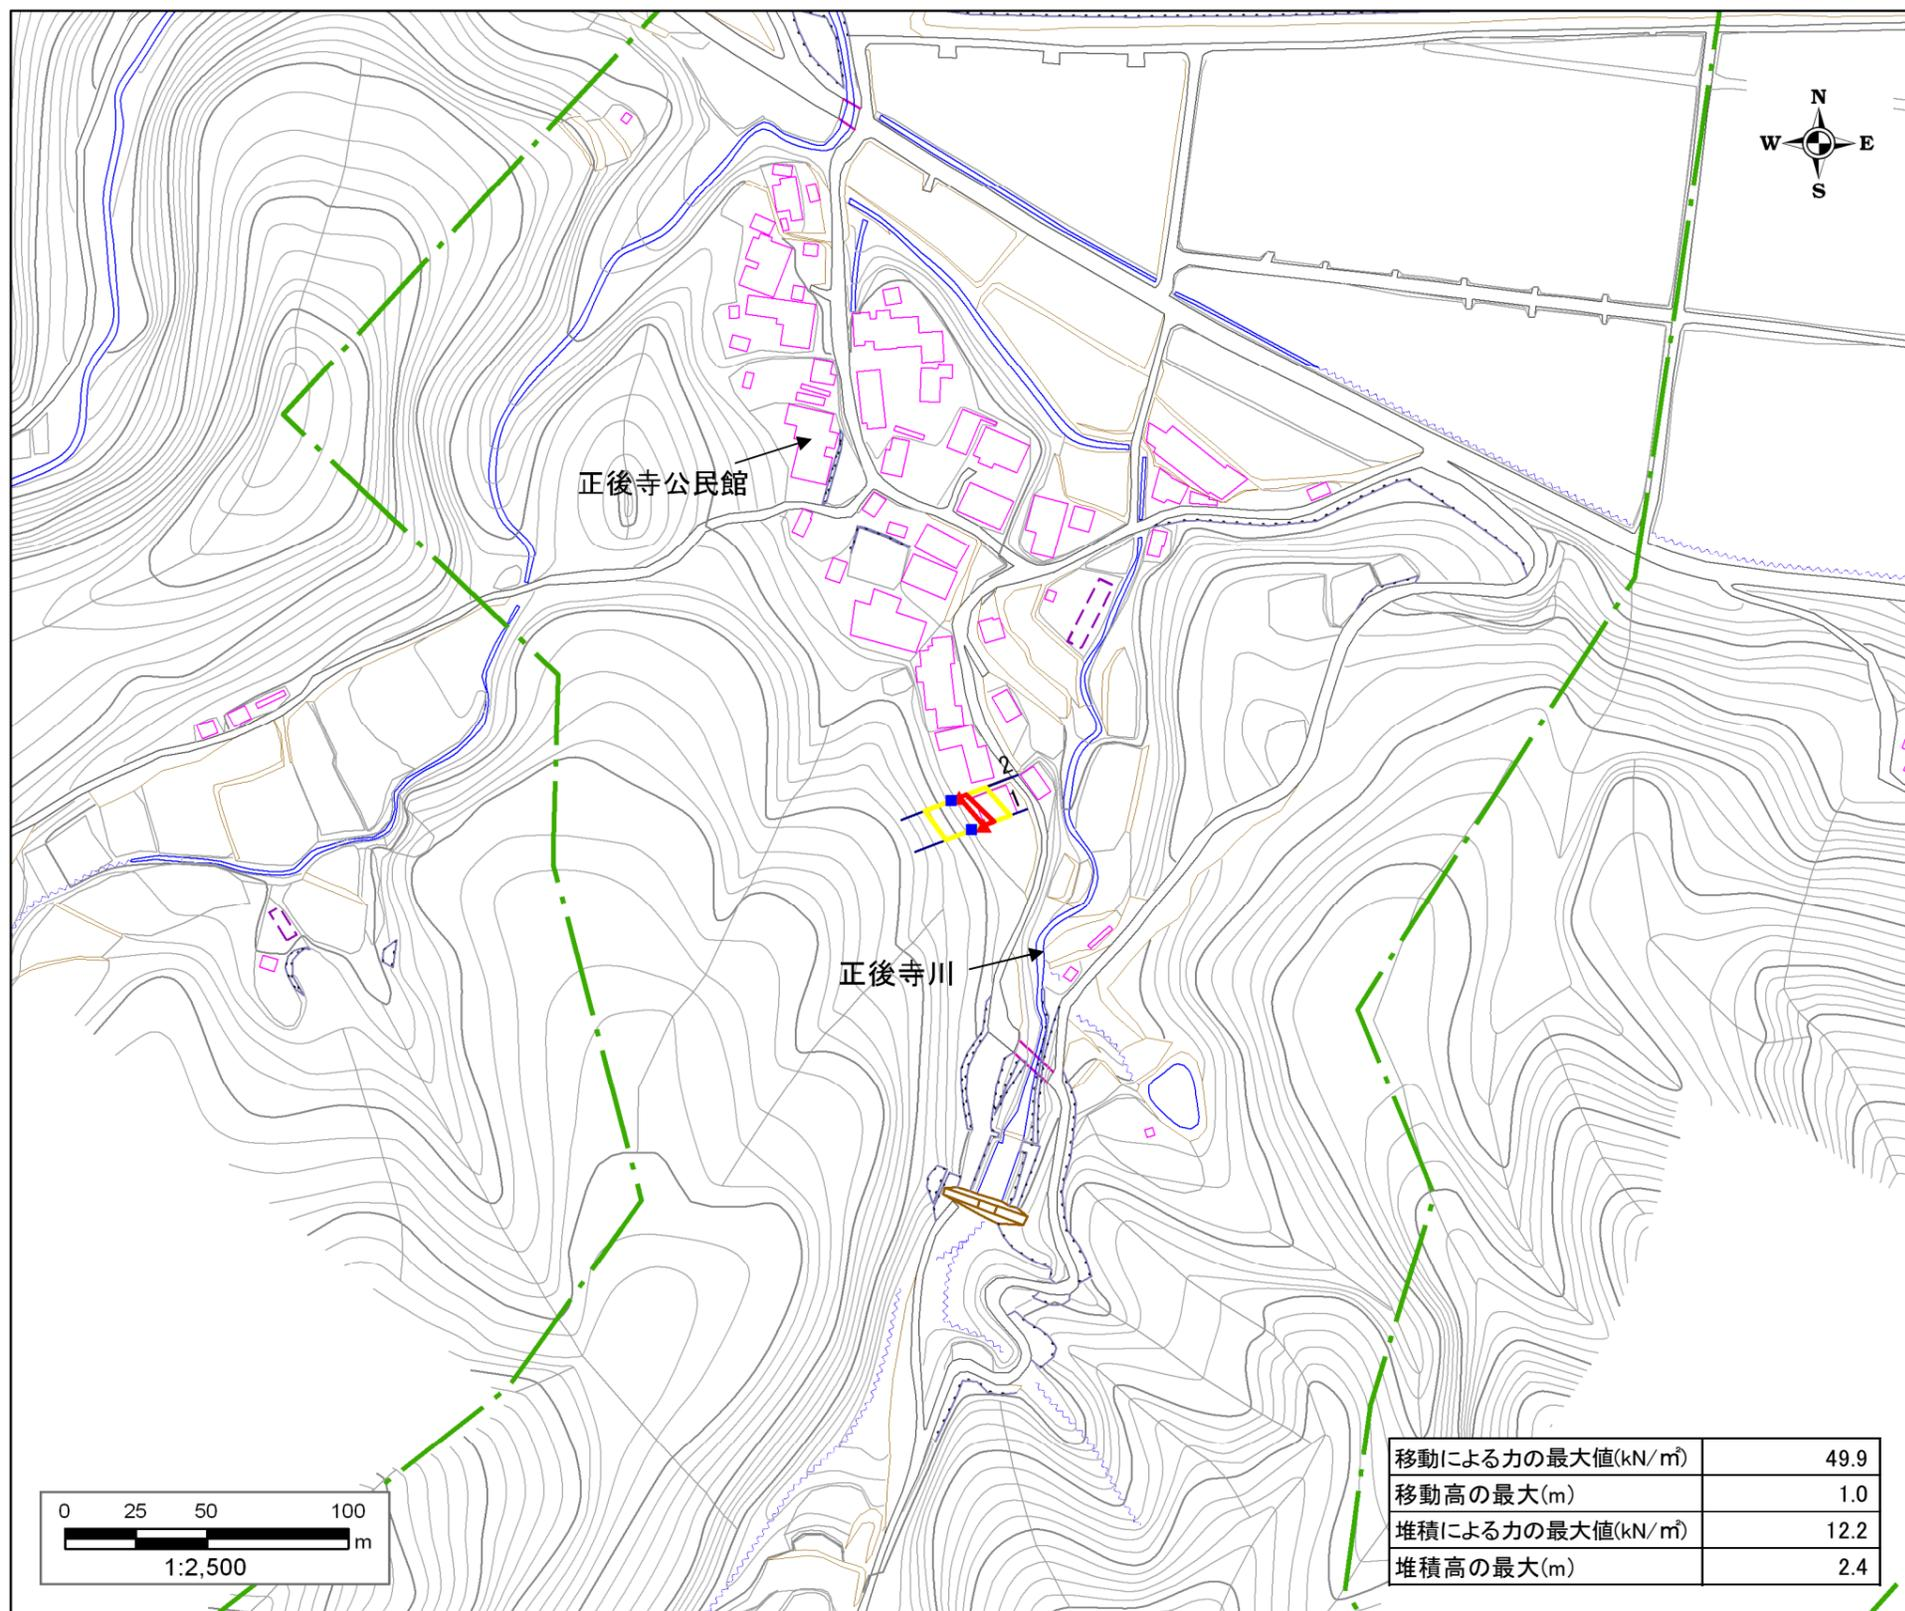 N
W E
S
正後寺公民館
2
1
正後寺川
移動による力の最大値(kN/㎡) 49.9
移動高の最大(m) 1.0
堆積による力の最大値(kN/㎡) 12.2
堆積高の最大(m) 2.4
0 25 50 100
m
1:2,500